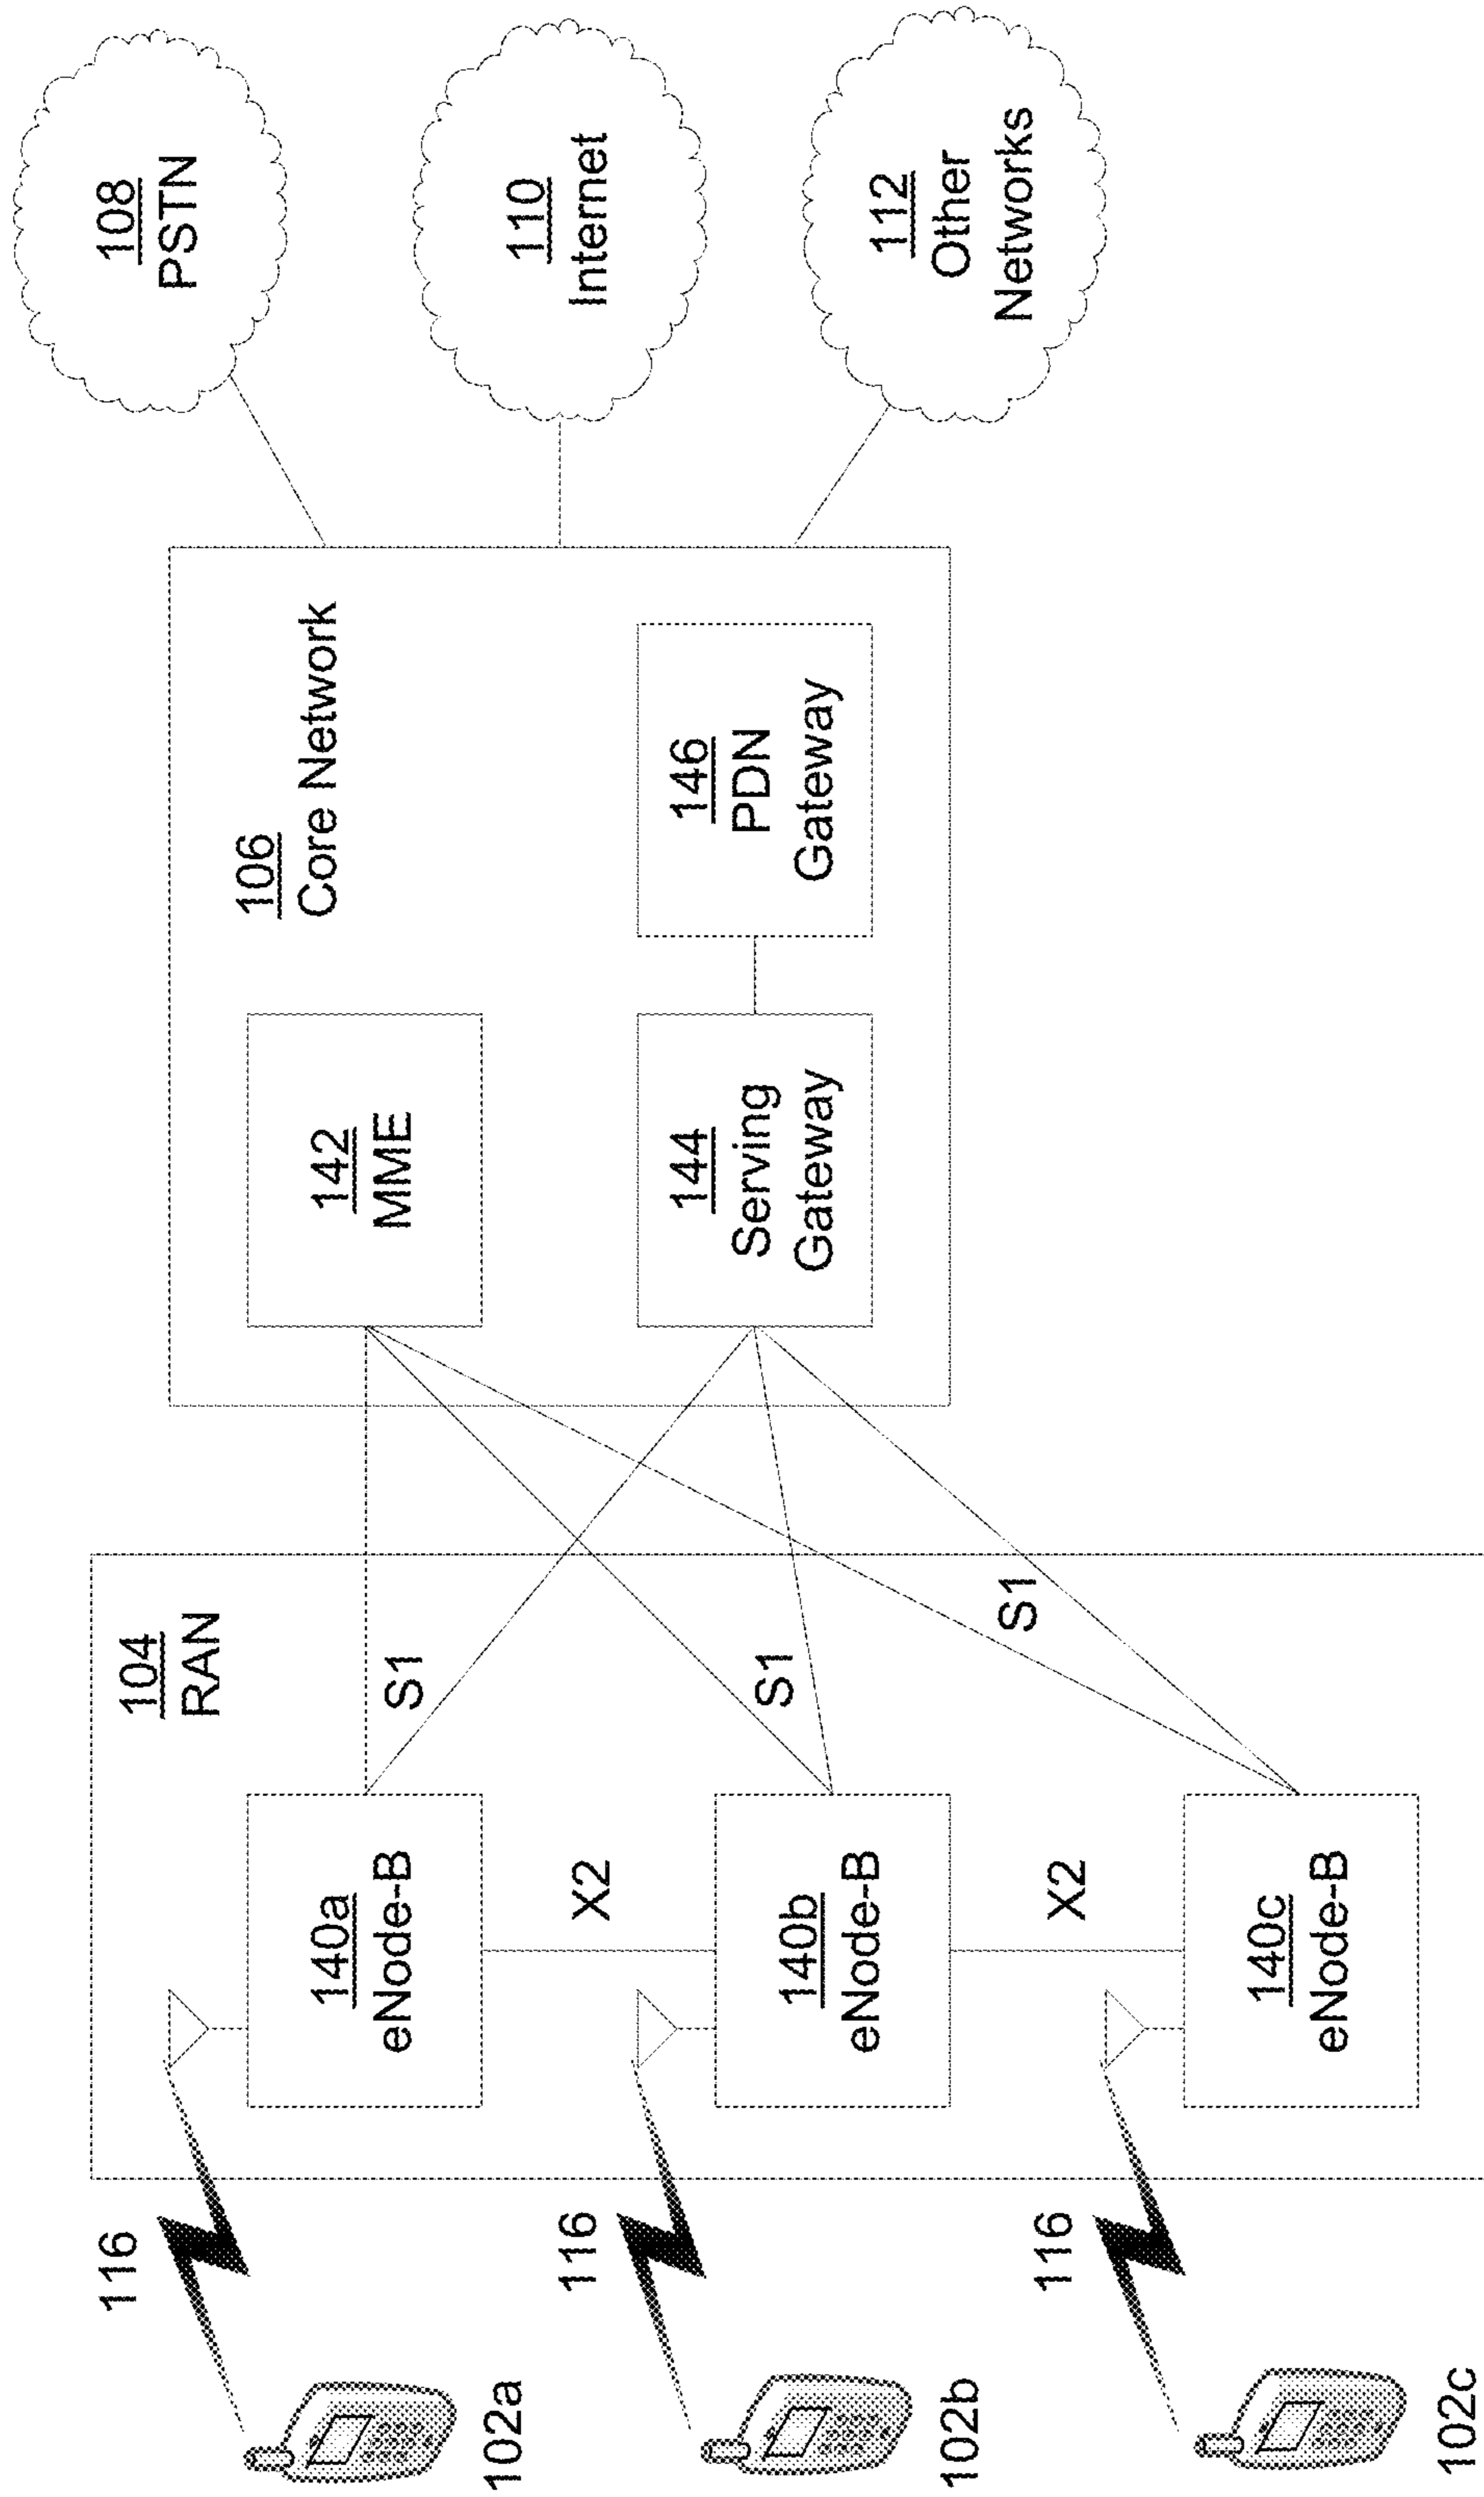 116
102a
104
RAN
140a
eNode-B
S1
X2
116
102b
140b
eNode-B
S1
X2
116
102c
140c
eNode-B
S1
106
Core Network
142
MME
144
Serving
Gateway
146
PDN
Gateway
108
PSTN
110
Internet
112
Other
Networks